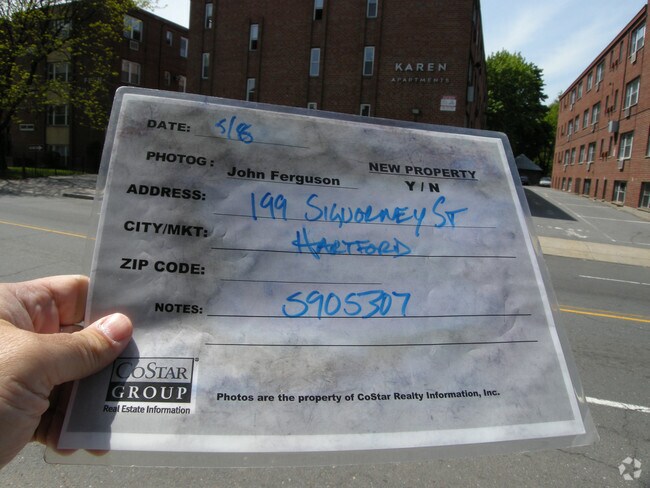 KAREN
APARTMENTS
DATE: 5/8
PHOTOG: John Ferguson NEW PROPERTY
Y / N
ADDRESS: 199 SIGUORNEY ST
CITY/MKT: HARTFORD
ZIP CODE:
NOTES: 5905307
COSTAR
GROUP
Real Estate Information
Photos are the property of CoStar Realty Information, Inc.